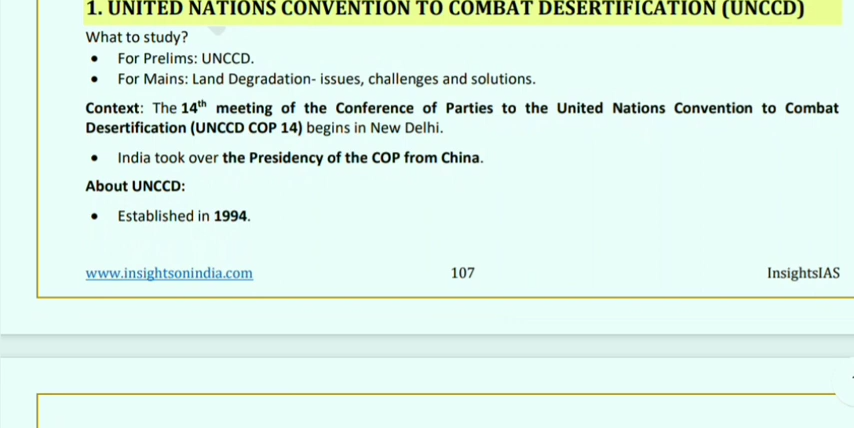 1. UNITED NATIONS CONVENTION TO COMBAT DESERTIFICATION (UNCCD)
What to study?
• For Prelims: UNCCD.
• For Mains: Land Degradation- issues, challenges and solutions.
Context: The 14th meeting of the Conference of Parties to the United Nations Convention to Combat
Desertification (UNCCD COP 14) begins in New Delhi.
• India took over the Presidency of the COP from China.
About UNCCD:
• Established in 1994.
www.insightsonindia.com 107 InsightsIAS